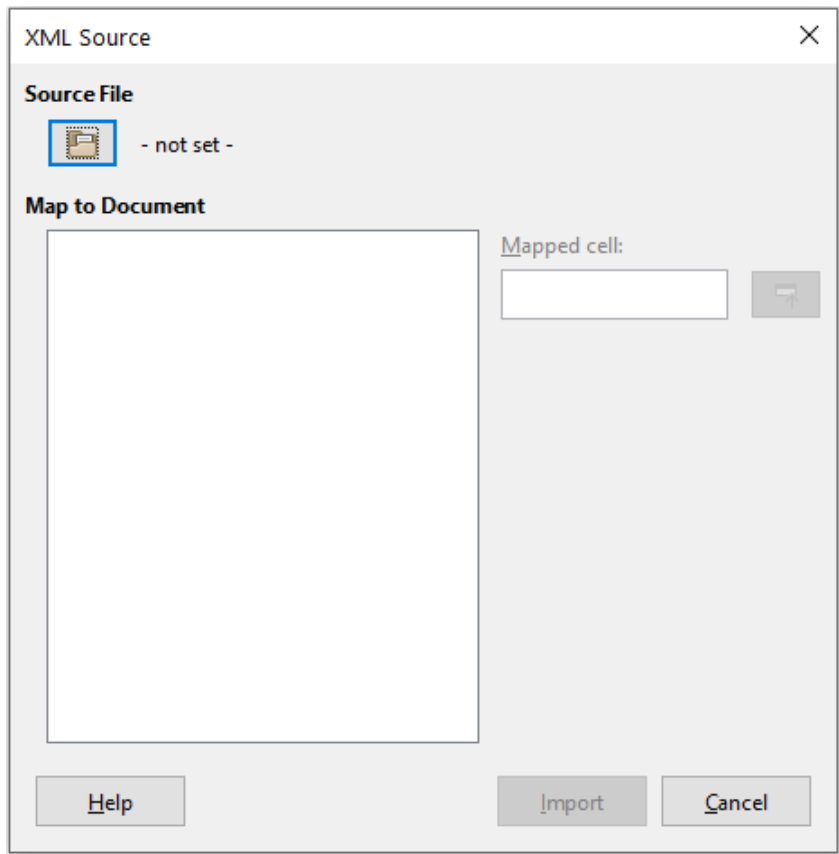 XML Source
Source File
- not set -
Map to Document
Mapped cell:
Help
Import
Cancel